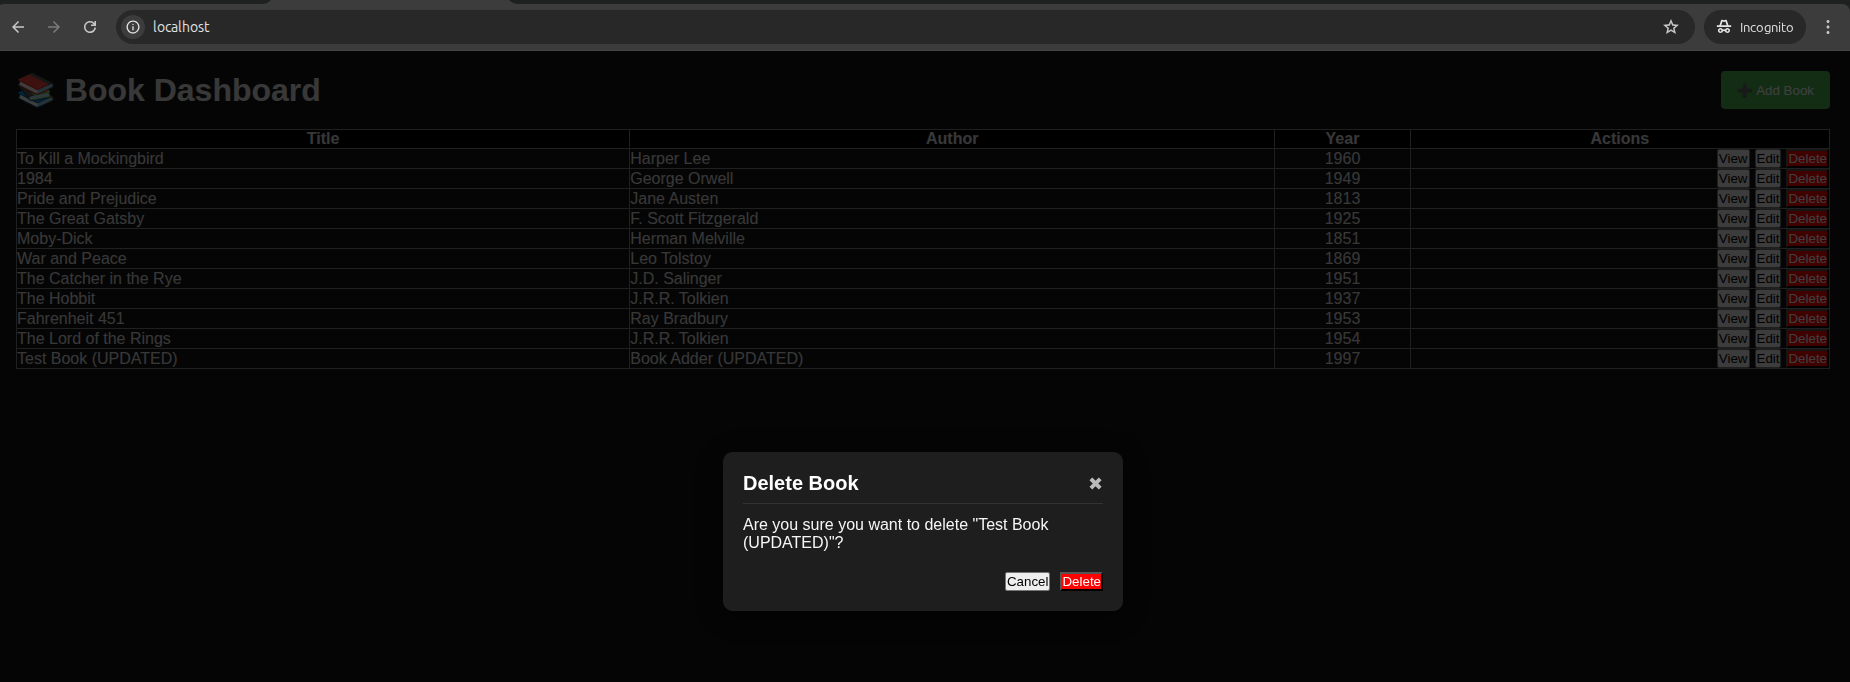 localhost
Incognito
Book Dashboard
Add Book
Title Author Year Actions
To Kill a Mockingbird Harper Lee 1960 View Edit Delete
1984 George Orwell 1949 View Edit Delete
Pride and Prejudice Jane Austen 1813 View Edit Delete
The Great Gatsby F. Scott Fitzgerald 1925 View Edit Delete
Moby-Dick Herman Melville 1851 View Edit Delete
War and Peace Leo Tolstoy 1869 View Edit Delete
The Catcher in the Rye J.D. Salinger 1951 View Edit Delete
The Hobbit J.R.R. Tolkien 1937 View Edit Delete
Fahrenheit 451 Ray Bradbury 1953 View Edit Delete
The Lord of the Rings J.R.R. Tolkien 1954 View Edit Delete
Test Book (UPDATED) Book Adder (UPDATED) 1997 View Edit Delete
Delete Book
Are you sure you want to delete "Test Book
(UPDATED)"?
Cancel Delete